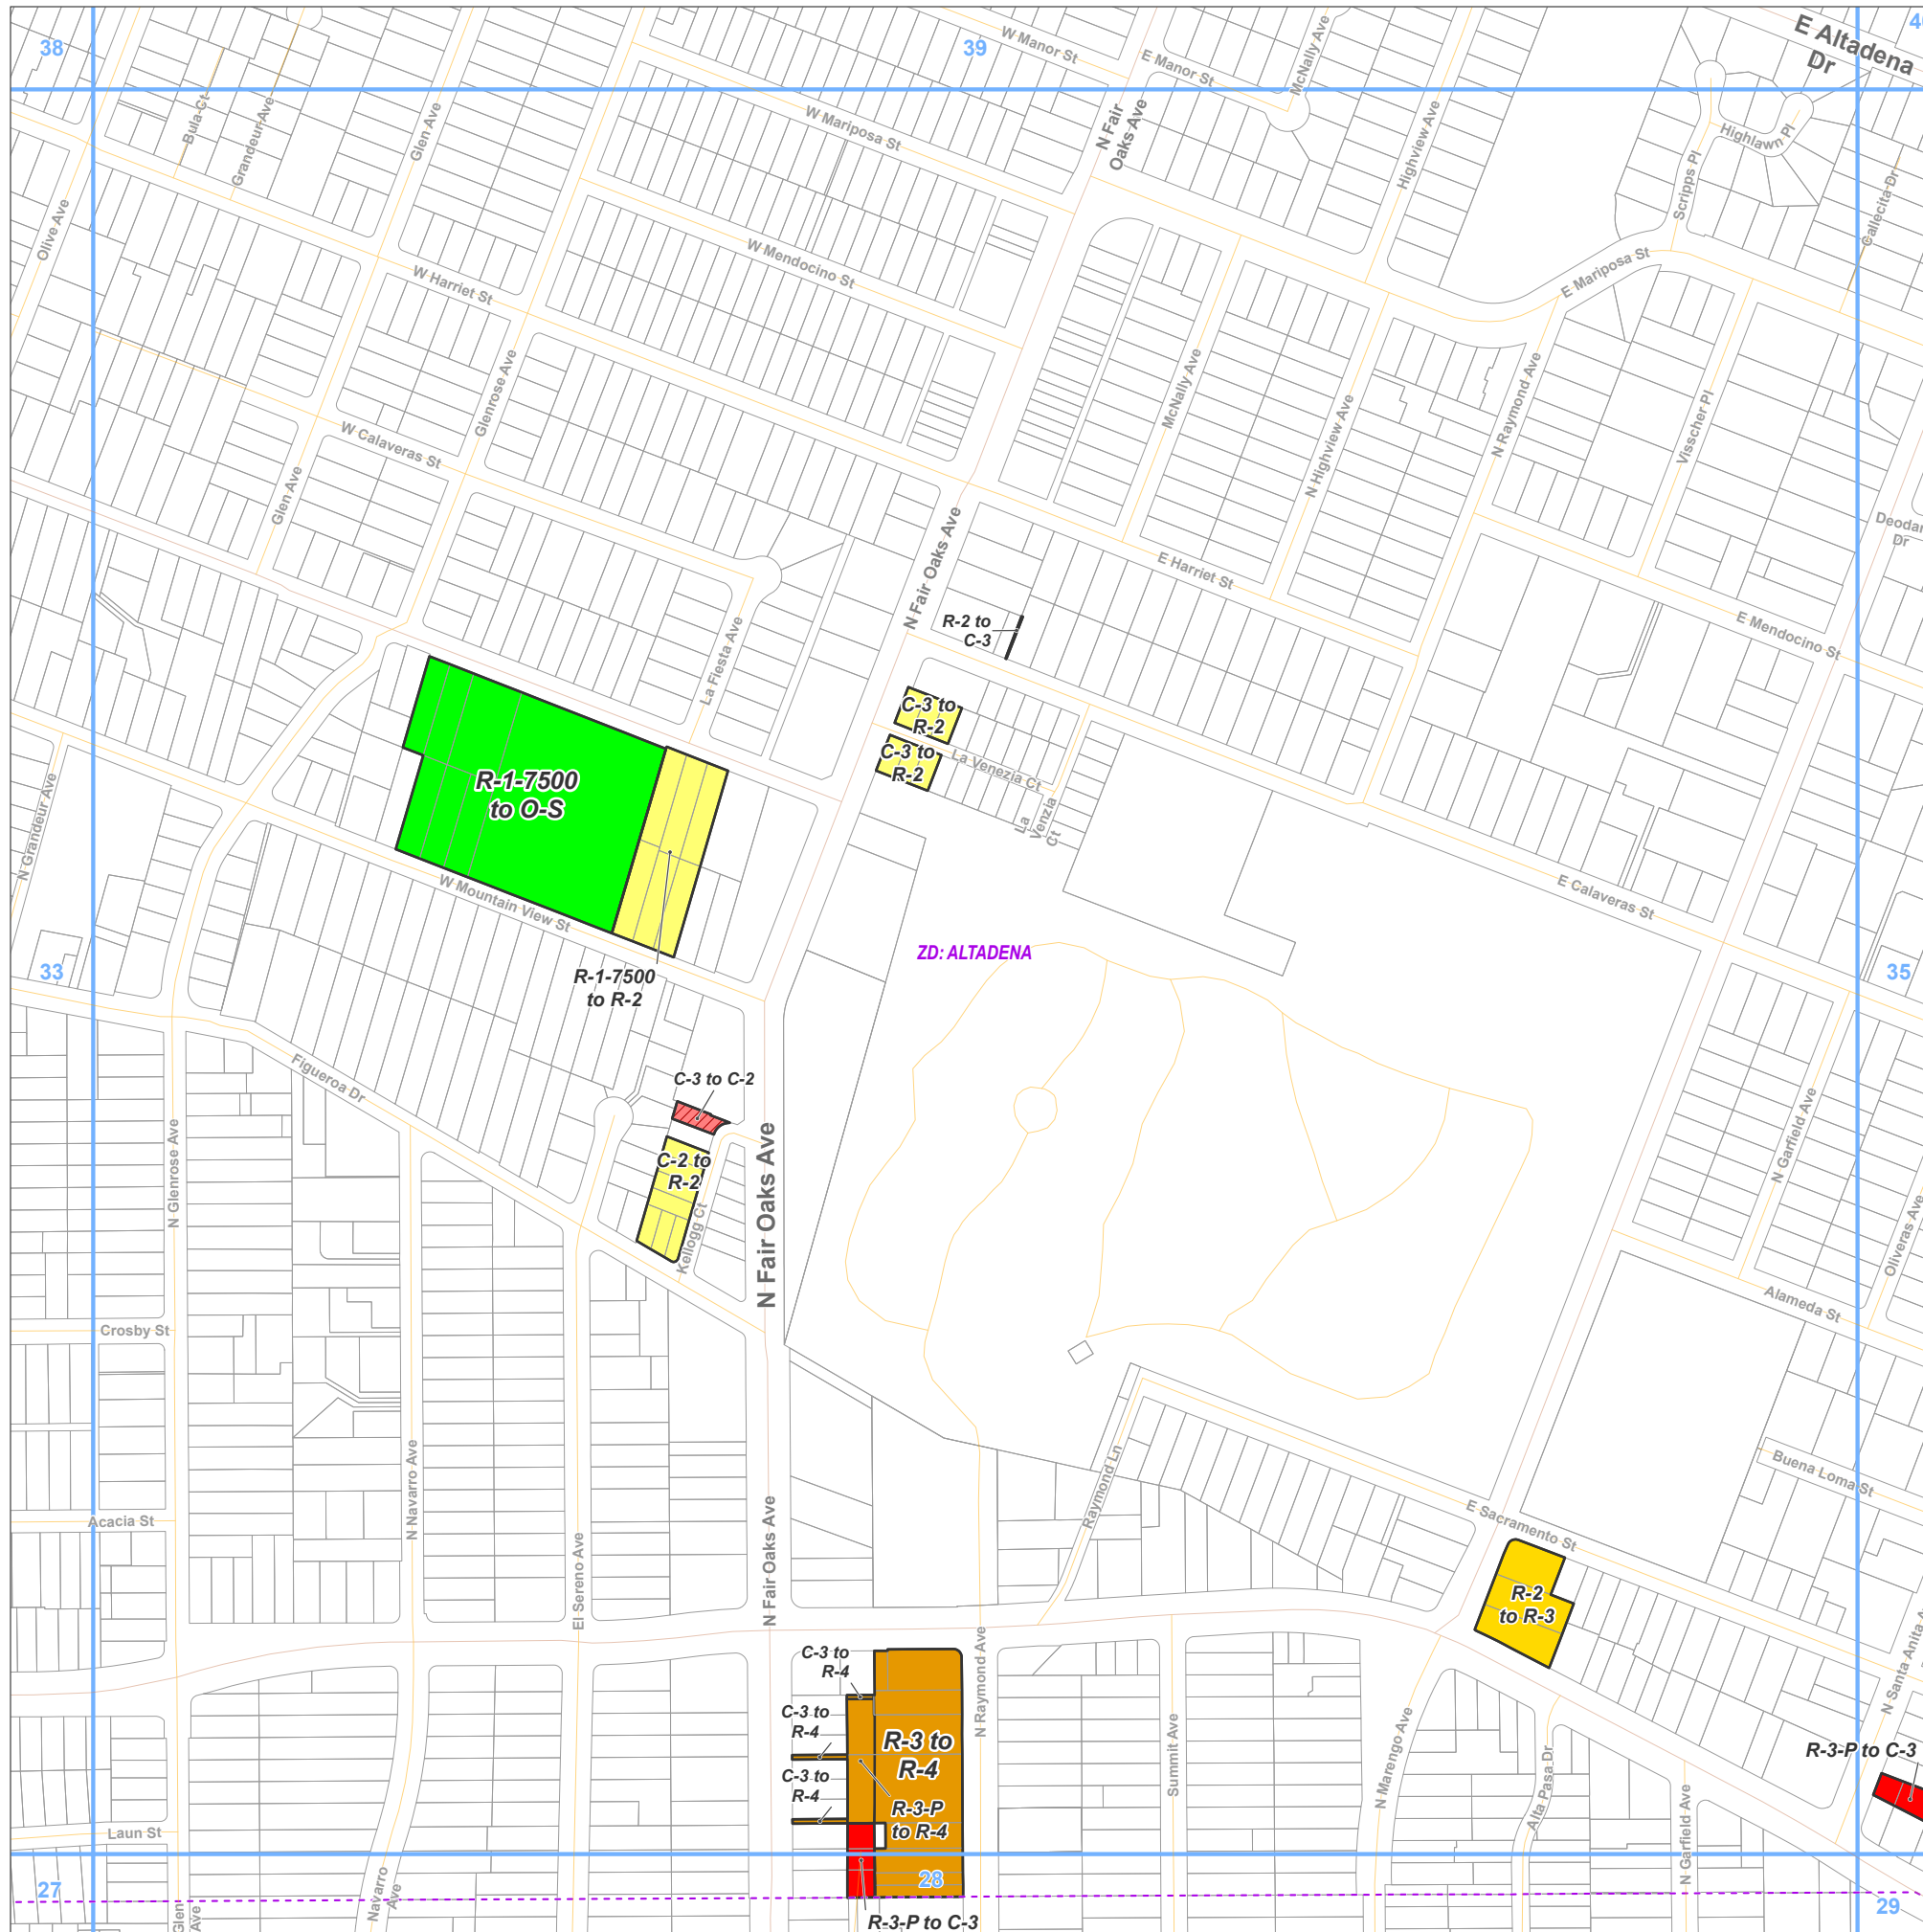 38
39
W Manor St
E Manor St
McNally Ave
E Altadena
Dr
Bula Ct
Grandeur Ave
Glen Ave
W Mariposa St
N Fair
Oaks Ave
Highview Ave
Highlawn Pl
Scripps Pl
Callecita Dr
Olive Ave
W Harriet St
W Mendocino St
E Mariposa St
Glenrose Ave
McNally Ave
N Highview Ave
N Raymond Ave
Visscher Pl
W Calaveras St
Glen Ave
N Fair Oaks Ave
E Harriet St
Deodar
Dr
E Mendocino St
La Fiesta Ave
R-2 to
C-3
C-3 to
R-2
C-3 to
R-2
La Venezia Ct
La
Venzia
Ct
R-1-7500
to O-S
N Grandeur Ave
W Mountain View St
E Calaveras St
ZD: ALTADENA
33
35
R-1-7500
to R-2
Figueroa Dr
C-3 to C-2
C-2 to
R-2
Kellogg Ct
N Fair Oaks Ave
N Glenrose Ave
N Garfield Ave
Oliveras Ave
Alameda St
Crosby St
N Navarro Ave
Raymond Ln
Buena Loma St
Acacia St
El Sereno Ave
N Fair Oaks Ave
E Sacramento St
R-2
to R-3
C-3 to
R-4
C-3 to
R-4
C-3 to
R-4
R-3 to
R-4
R-3-P
to R-4
N Raymond Ave
Summit Ave
N Marengo Ave
Alta Pasa Dr
N Garfield Ave
N Santa Anita A
R-3-P to C-3
Laun St
27
28
29
Glen
Ave
Navarro
Ave
R-3-P to C-3